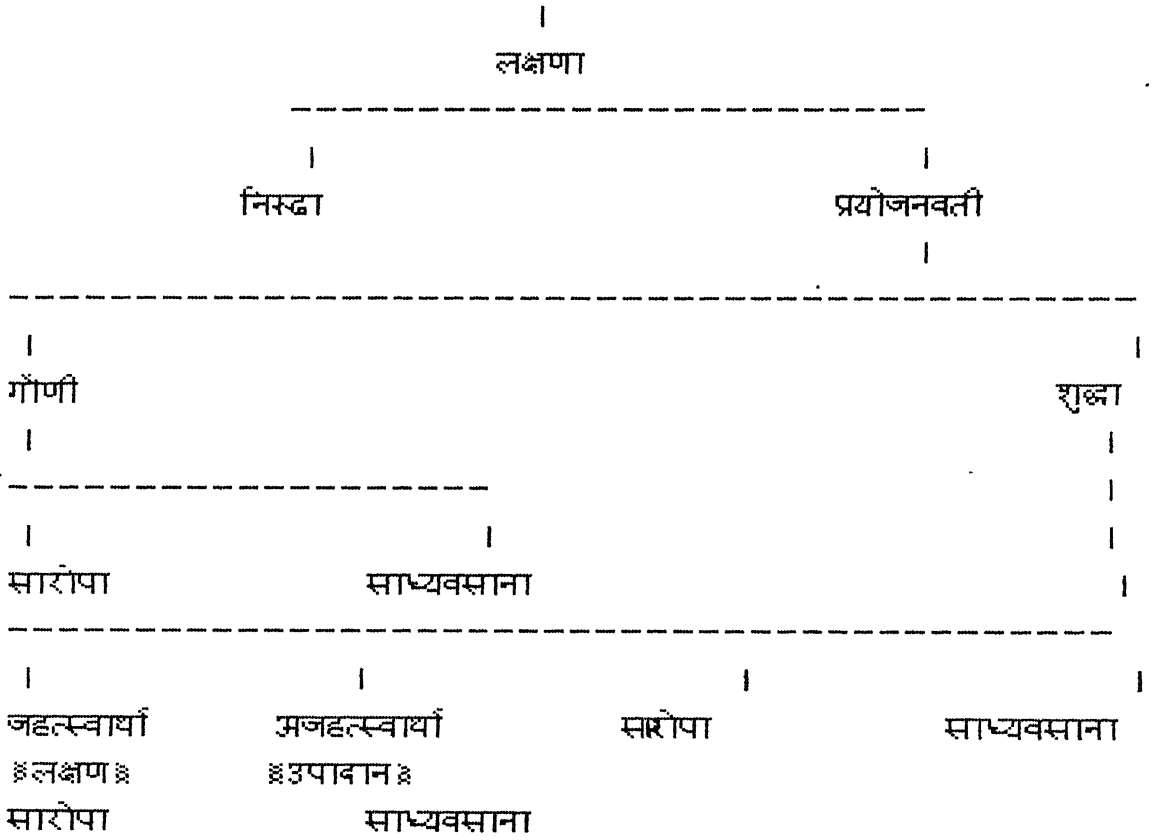 लक्षणा
निरूढा प्रयोजनवती
गौणी शुद्धा
सारोपा साध्यवसाना
जहत्स्वार्था अजहत्स्वार्था सारोपा साध्यवसाना
लक्षण उपादान
सारोपा साध्यवसाना